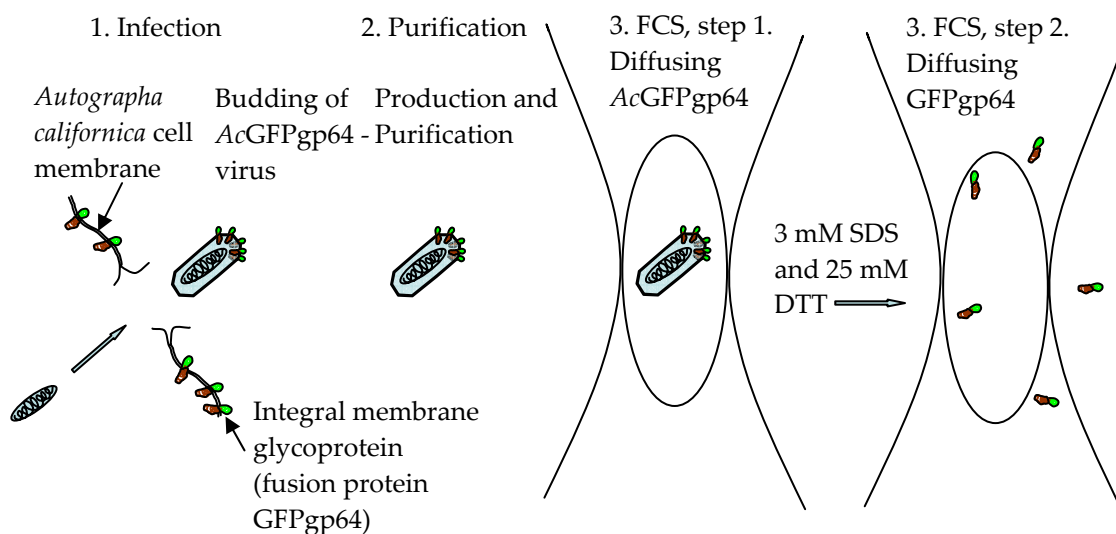 1. Infection
2. Purification
3. FCS, step 1.
Diffusing
AcGFPgp64
3. FCS, step 2.
Diffusing
GFPgp64
Autographa
californica cell
membrane
Budding of
AcGFPgp64 -
virus
Production and
Purification
3 mM SDS
and 25 mM
DTT
Integral membrane
glycoprotein
(fusion protein
GFPgp64)